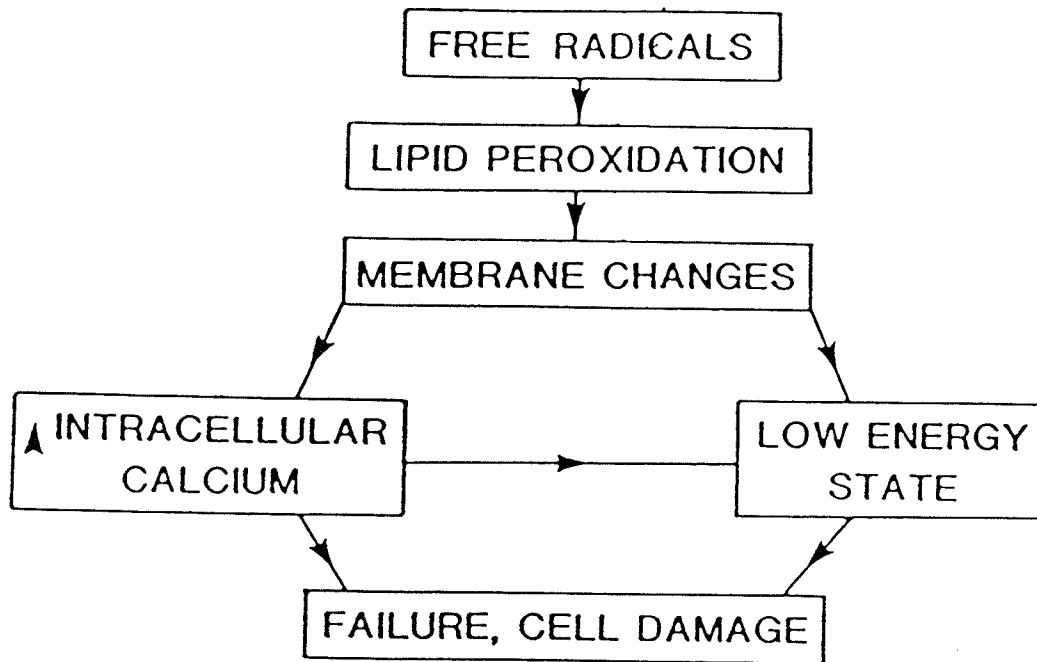 FREE RADICALS
LIPID PEROXIDATION
MEMBRANE CHANGES
INTRACELLULAR
CALCIUM
LOW ENERGY
STATE
FAILURE, CELL DAMAGE